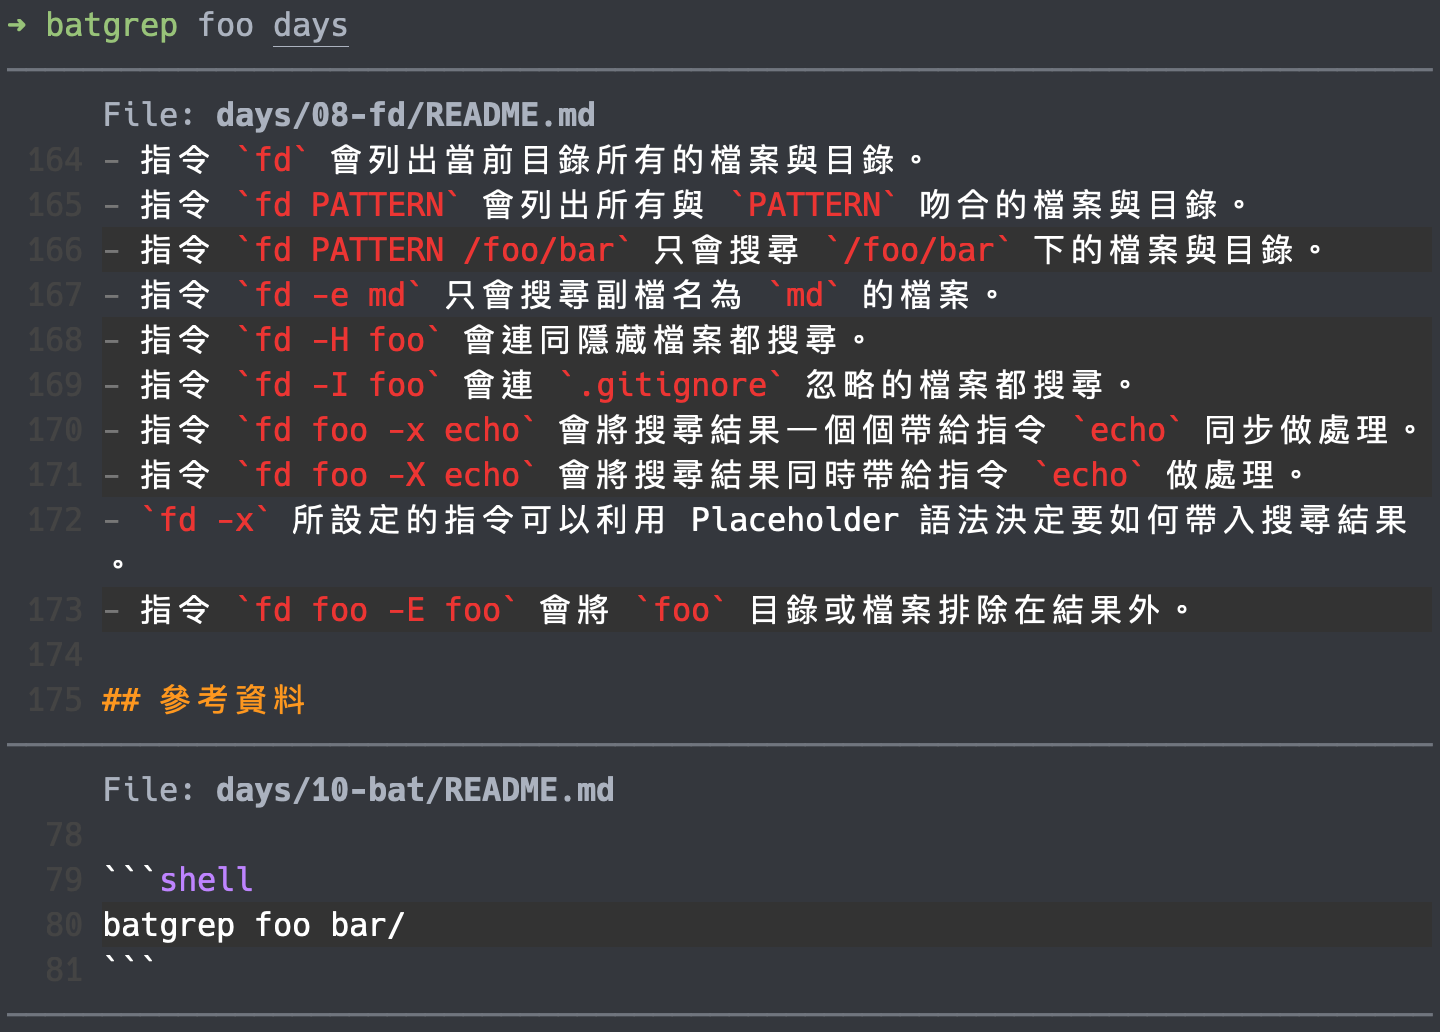 → batgrep foo days
File: days/08-fd/README.md
164 - 指令 `fd` 會列出當前目錄所有的檔案與目錄。
165 - 指令 `fd PATTERN` 會列出所有與 `PATTERN` 吻合的檔案與目錄。
166 - 指令 `fd PATTERN /foo/bar` 只會搜尋 `/foo/bar` 下的檔案與目錄。
167 - 指令 `fd -e md` 只會搜尋副檔名為 `md` 的檔案。
168 - 指令 `fd -H foo` 會連同隱藏檔案都搜尋。
169 - 指令 `fd -I foo` 會連 `.gitignore` 忽略的檔案都搜尋。
170 - 指令 `fd foo -x echo` 會將搜尋結果一個個帶給指令 `echo` 同步做處理。
171 - 指令 `fd foo -X echo` 會將搜尋結果同時帶給指令 `echo` 做處理。
172 - `fd -x` 所設定的指令可以利用 Placeholder 語法決定要如何帶入搜尋結果
。
173 - 指令 `fd foo -E foo` 會將 `foo` 目錄或檔案排除在結果外。
174
175 ## 參考資料
File: days/10-bat/README.md
78
79 ```shell
80 batgrep foo bar/
81 ```